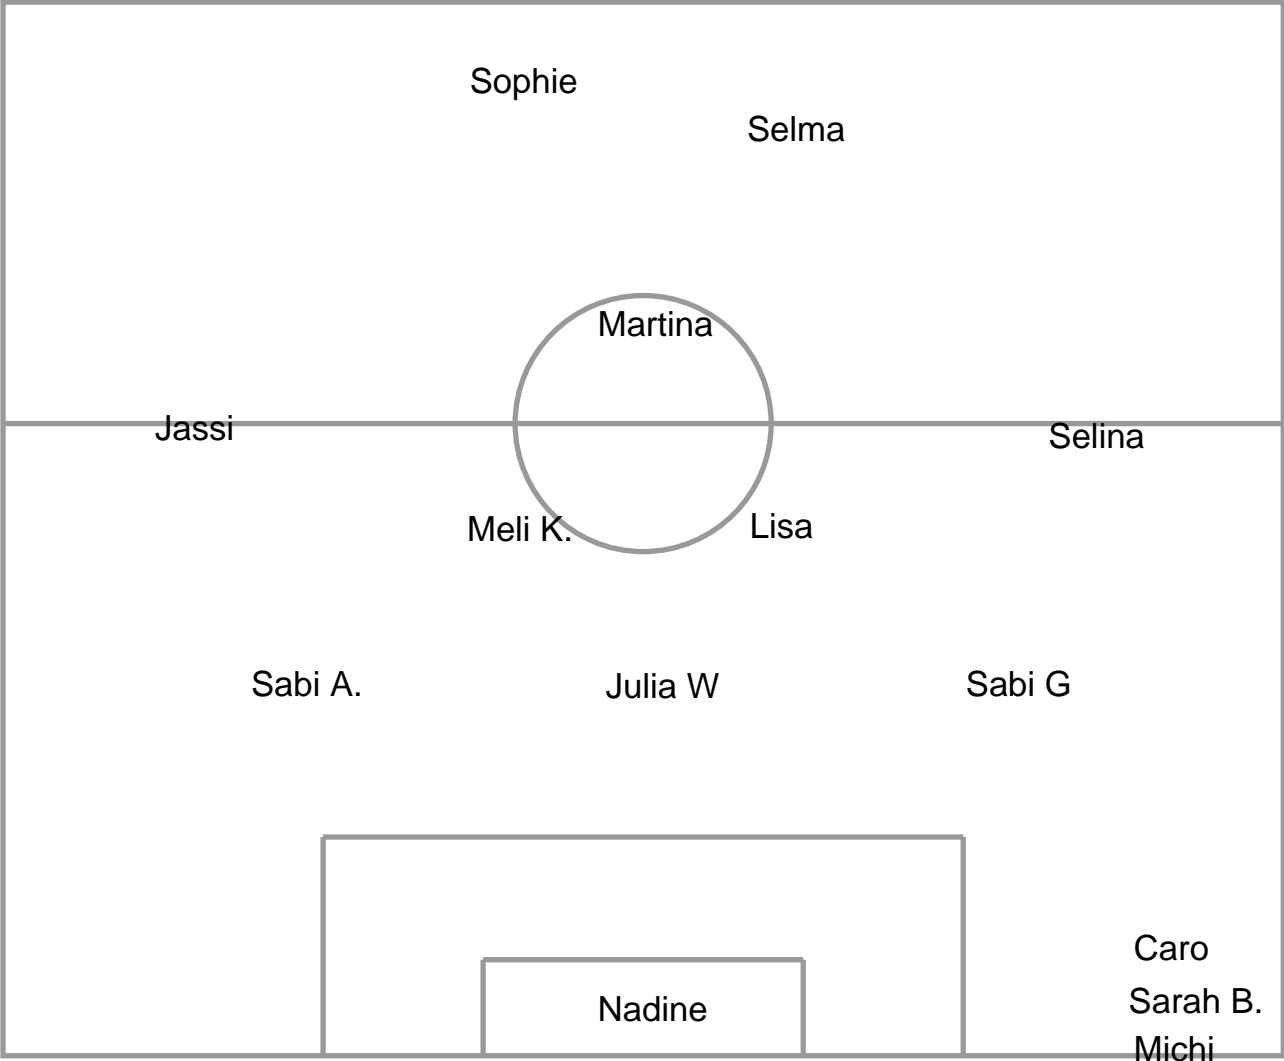 Sophie
Selma
Martina
Jassi
Selina
Meli K.
Lisa
Sabi A.
Julia W
Sabi G
Caro
Sarah B.
Nadine
Michi